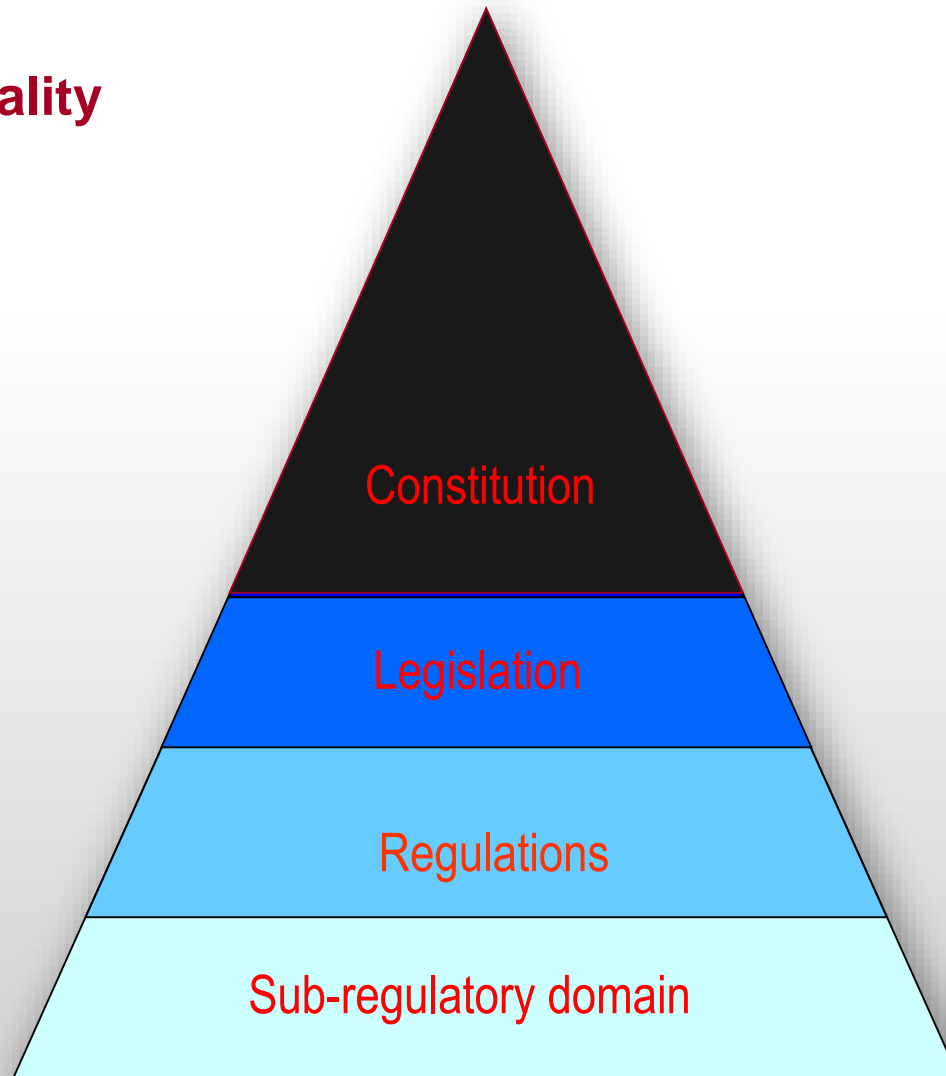 ality
Constitution
Legislation
Regulations
Sub-regulatory domain